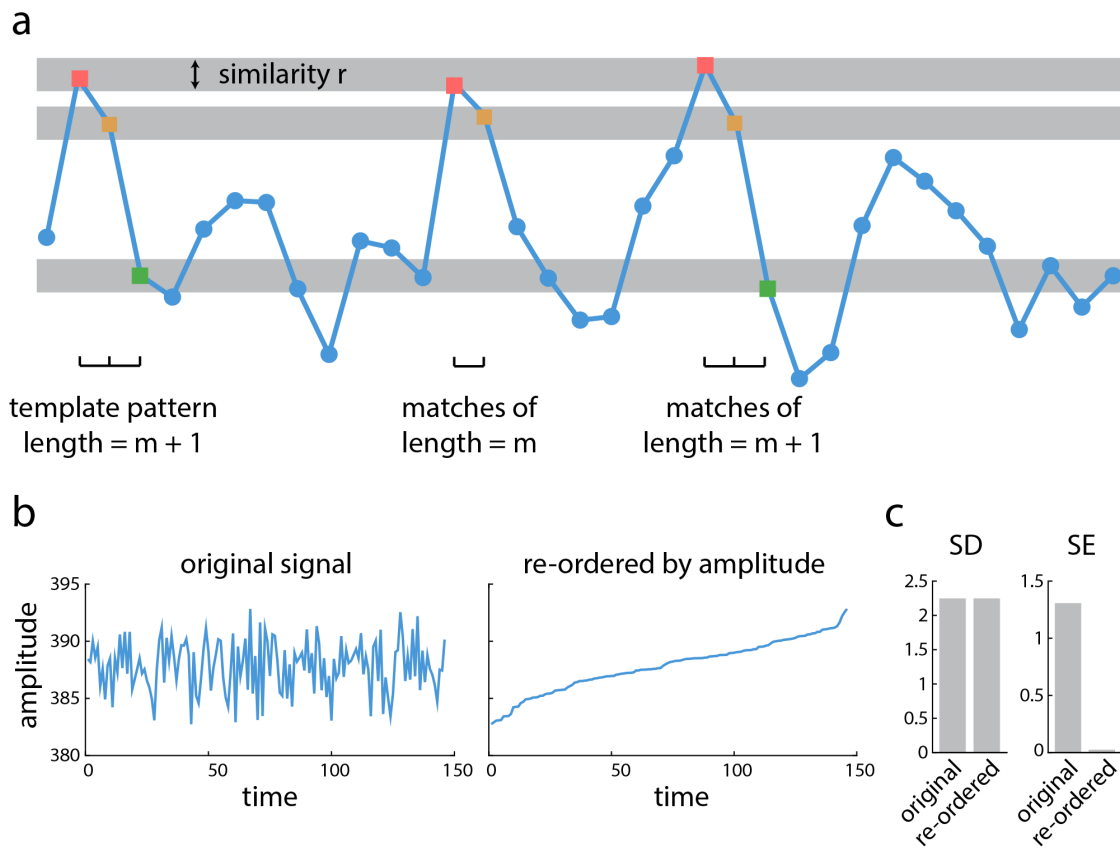 a
similarity r
template pattern
length = m + 1
matches of
length = m
matches of
length = m + 1
b
original signal
re-ordered by amplitude
amplitude
395
390
385
380
0
50
100
150
time
0
50
100
150
time
c
SD
SE
2.5
2
1.5
1
0.5
0
original
re-ordered
1.5
1
0.5
0
original
re-ordered